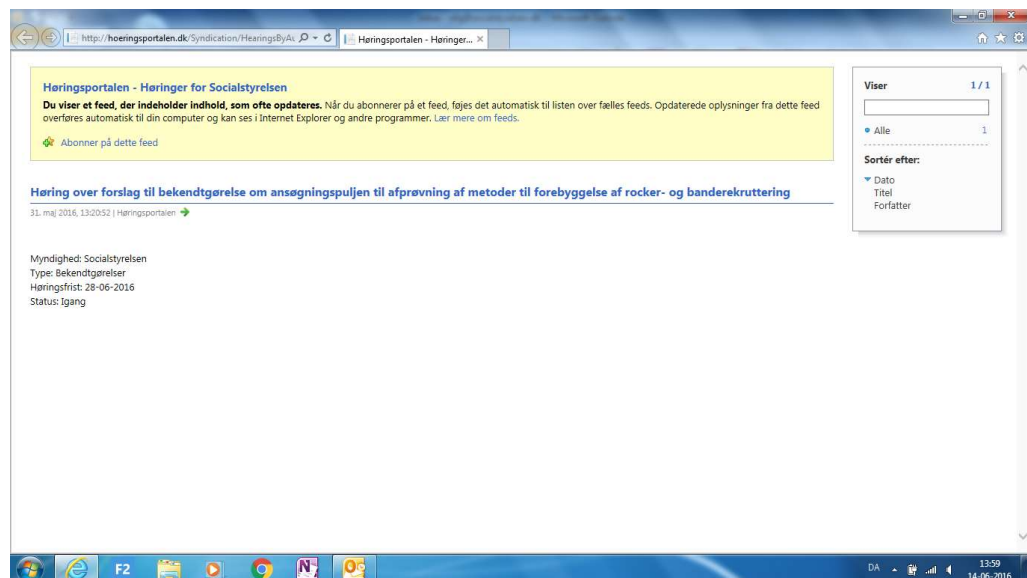 http://hoeringsportalen.dk/Syndication/HearingsByAu
Høringsportalen - Høringer...
Høringsportalen - Høringer for Socialstyrelsen
Du viser et feed, der indeholder indhold, som ofte opdateres. Når du abonnerer på et feed, føjes det automatisk til listen over fælles feeds. Opdaterede oplysninger fra dette feed
overføres automatisk til din computer og kan ses i Internet Explorer og andre programmer. Lær mere om feeds.
Abonner på dette feed
Høring over forslag til bekendtgørelse om ansøgningspuljen til afprøvning af metoder til forebyggelse af rocker- og banderekruttering
31. maj 2016, 13:20:52 | Høringsportalen
Myndighed: Socialstyrelsen
Type: Bekendtgørelser
Høringsfrist: 28-06-2016
Status: Igang
Viser 1 / 1
Alle 1
Sortér efter:
Dato
Titel
Forfatter
F2
DA
13:59
14-06-2016